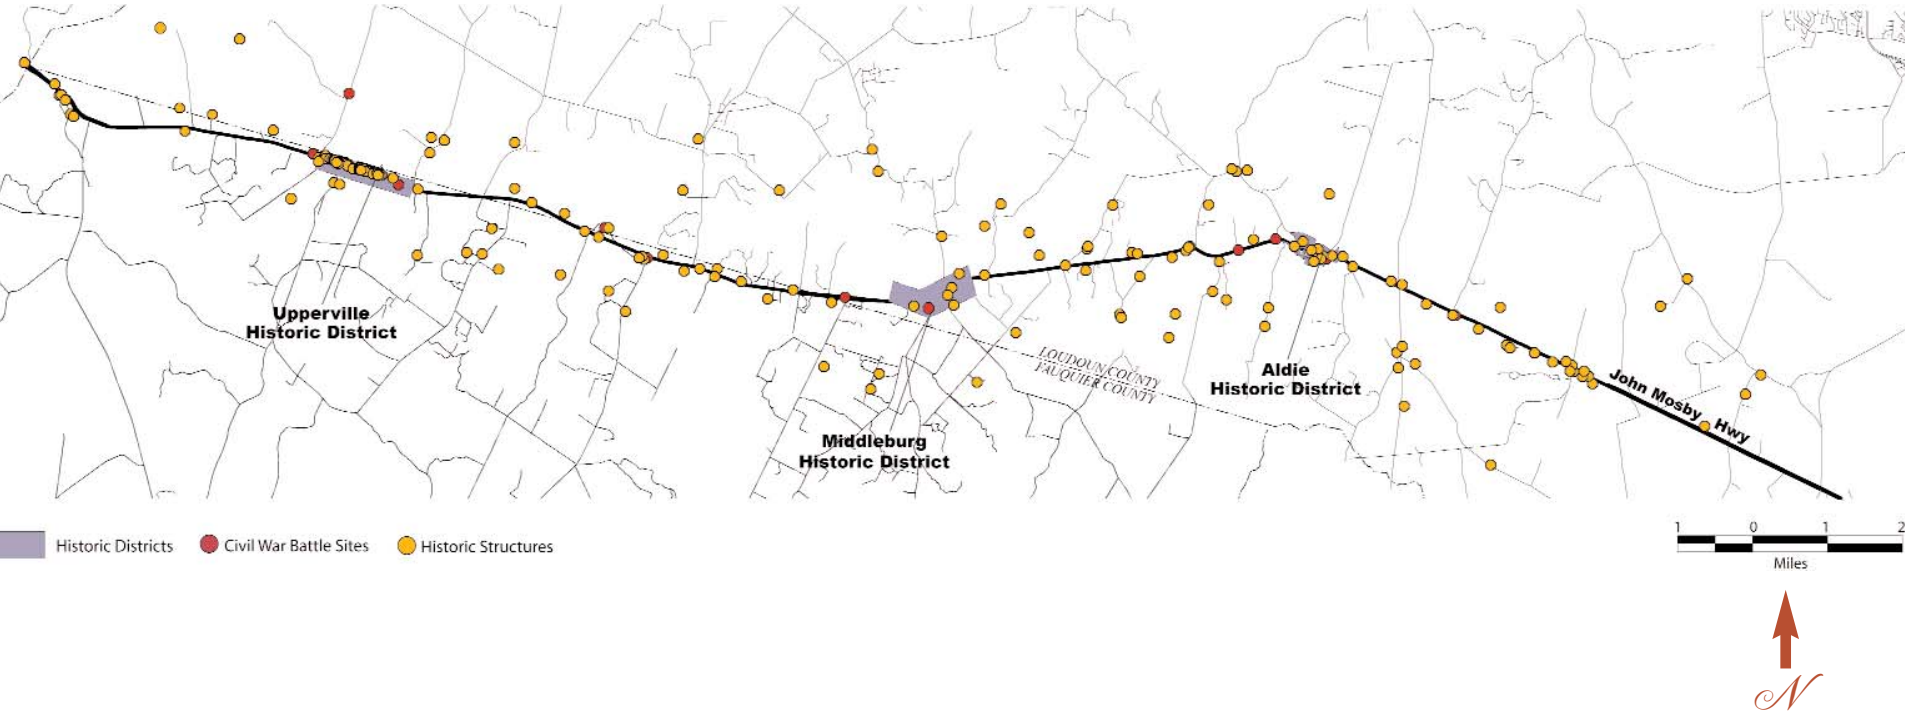 Upperville
Historic District
LOUDOUN COUNTY
FAUQUIER COUNTY
Aldie
Historic District
John Mosby Hwy
Middleburg
Historic District
Historic Districts
Civil War Battle Sites
Historic Structures
1 0 1 2
Miles
N